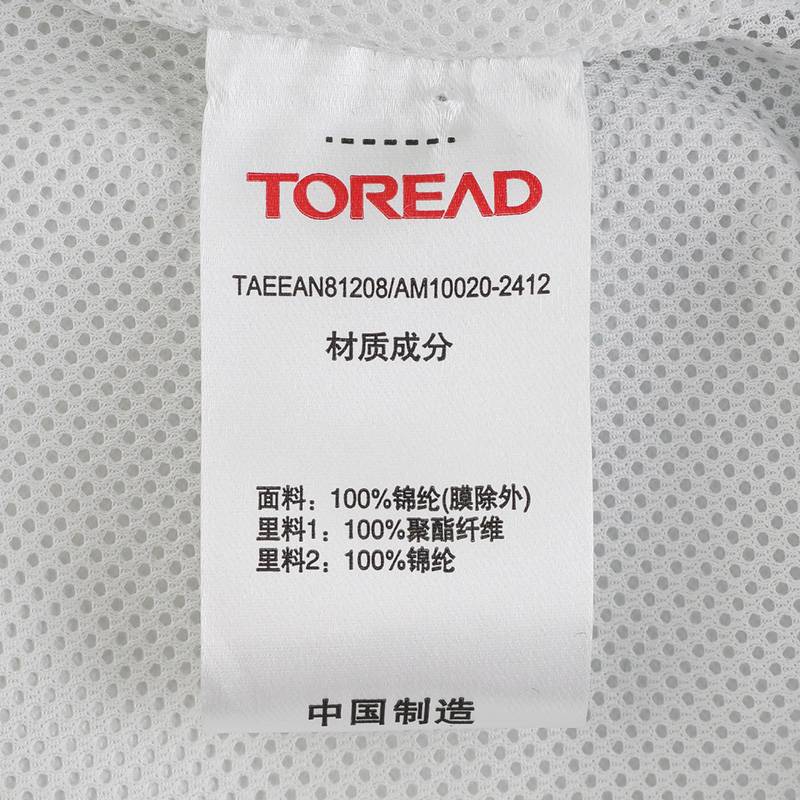 TOREAD
TAEEAN81208/AM10020-2412
材质成分
面料：100%锦纶(膜除外)
里料1：100%聚酯纤维
里料2：100%锦纶
中国制造